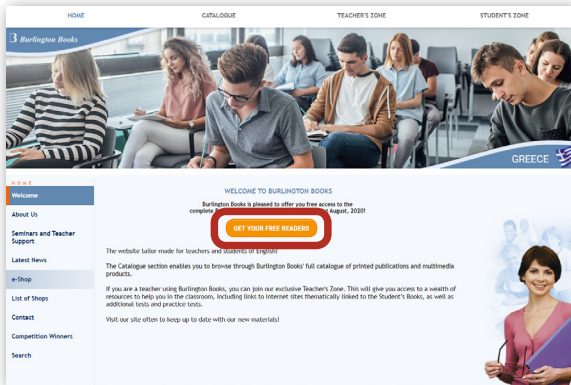 HOME CATALOGUE TEACHER'S ZONE STUDENT'S ZONE
Burlington Books
GREECE
HOME
Welcome
About Us
Seminars and Teacher
Support
Latest News
e-Shop
List of Shops
Contact
Competition Winners
Search
WELCOME TO BURLINGTON BOOKS
Burlington Books is pleased to offer you free access to the
complete August, 2020!
GET YOUR FREE READERS
The website tailor-made for teachers and students of English!
The Catalogue section enables you to browse through Burlington Books' full catalogue of printed publications and multimedia
products.
If you are a teacher using Burlington Books, you can join our exclusive Teacher's Zone. This will give you access to a wealth of
resources to help you in the classroom, including links to Internet sites thematically linked to the Student's Books, as well as
additional tests and practice tests.
Visit our site often to keep up to date with our new materials!